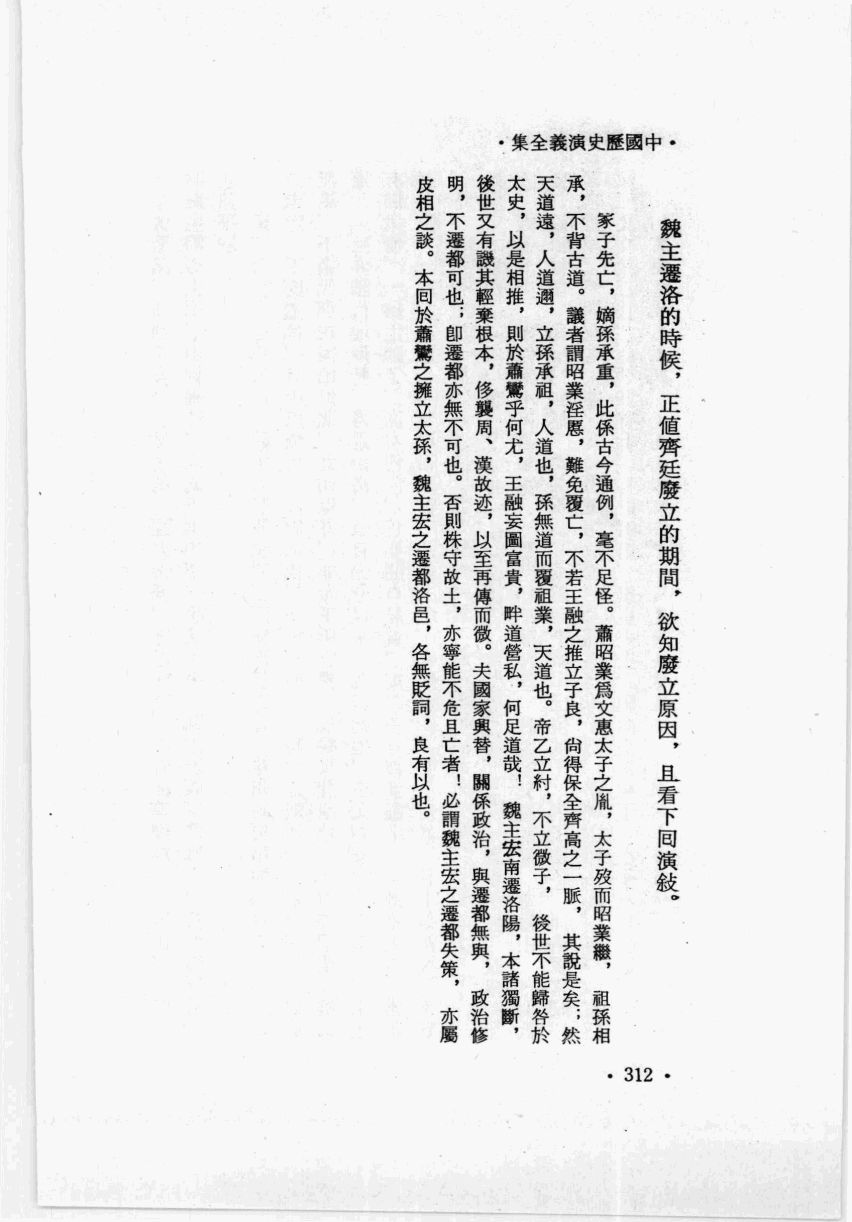 ·中國歷史演義全集·
魏主遷洛的時候，正値齊廷廢立的期間，欲知廢立原因，且看下囘演敍。
冢子先亡，嫡孫承重，此係古今通例，毫不足怪。蕭昭業爲文惠太子之胤，太子歿而昭業繼，祖孫相
承，不背古道。議者謂昭業淫慝，難免覆亡，不若王融之推立子良，尙得保全齊高之一脈，其說是矣；然
天道遠，人道邇，立孫承祖，人道也，孫無道而覆祖業，天道也。帝乙立紂，不立微子，後世不能歸咎於
太史，以是相推，則於蕭鸞乎何尤，王融妄圖富貴，畔道營私，何足道哉！魏主宏南遷洛陽，本諸獨斷，
後世又有譏其輕棄根本，侈襲周、漢故迹，以至再傳而微。夫國家興替，關係政治，與遷都無與，政治修
明，不遷都可也；卽遷都亦無不可也。否則株守故土，亦寧能不危且亡者！必謂魏主宏之遷都失策，亦屬
皮相之談。本囘於蕭鸞之擁立太孫，魏主宏之遷都洛邑，各無貶詞，良有以也。
·312·